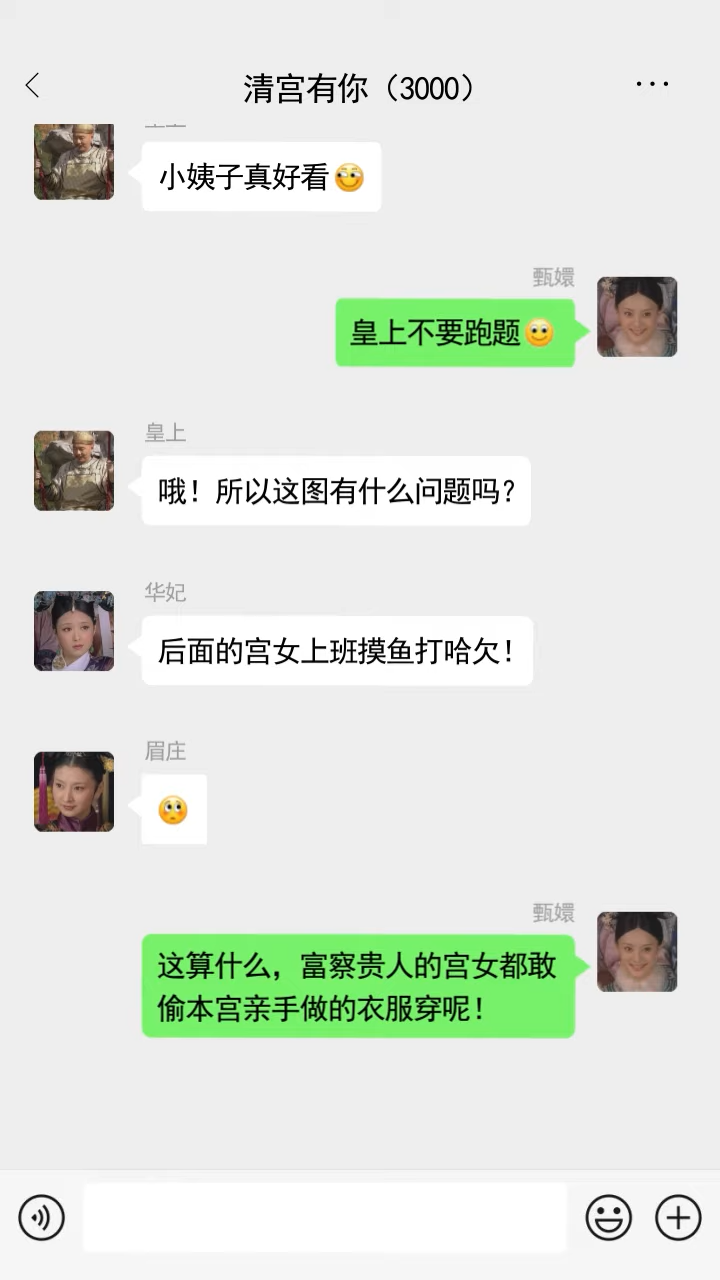 清宫有你（3000）
小姨子真好看
甄嬛
皇上不要跑题
皇上
哦！所以这图有什么问题吗？
华妃
后面的宫女上班摸鱼打哈欠！
眉庄
甄嬛
这算什么，富察贵人的宫女都敢
偷本宫亲手做的衣服穿呢！